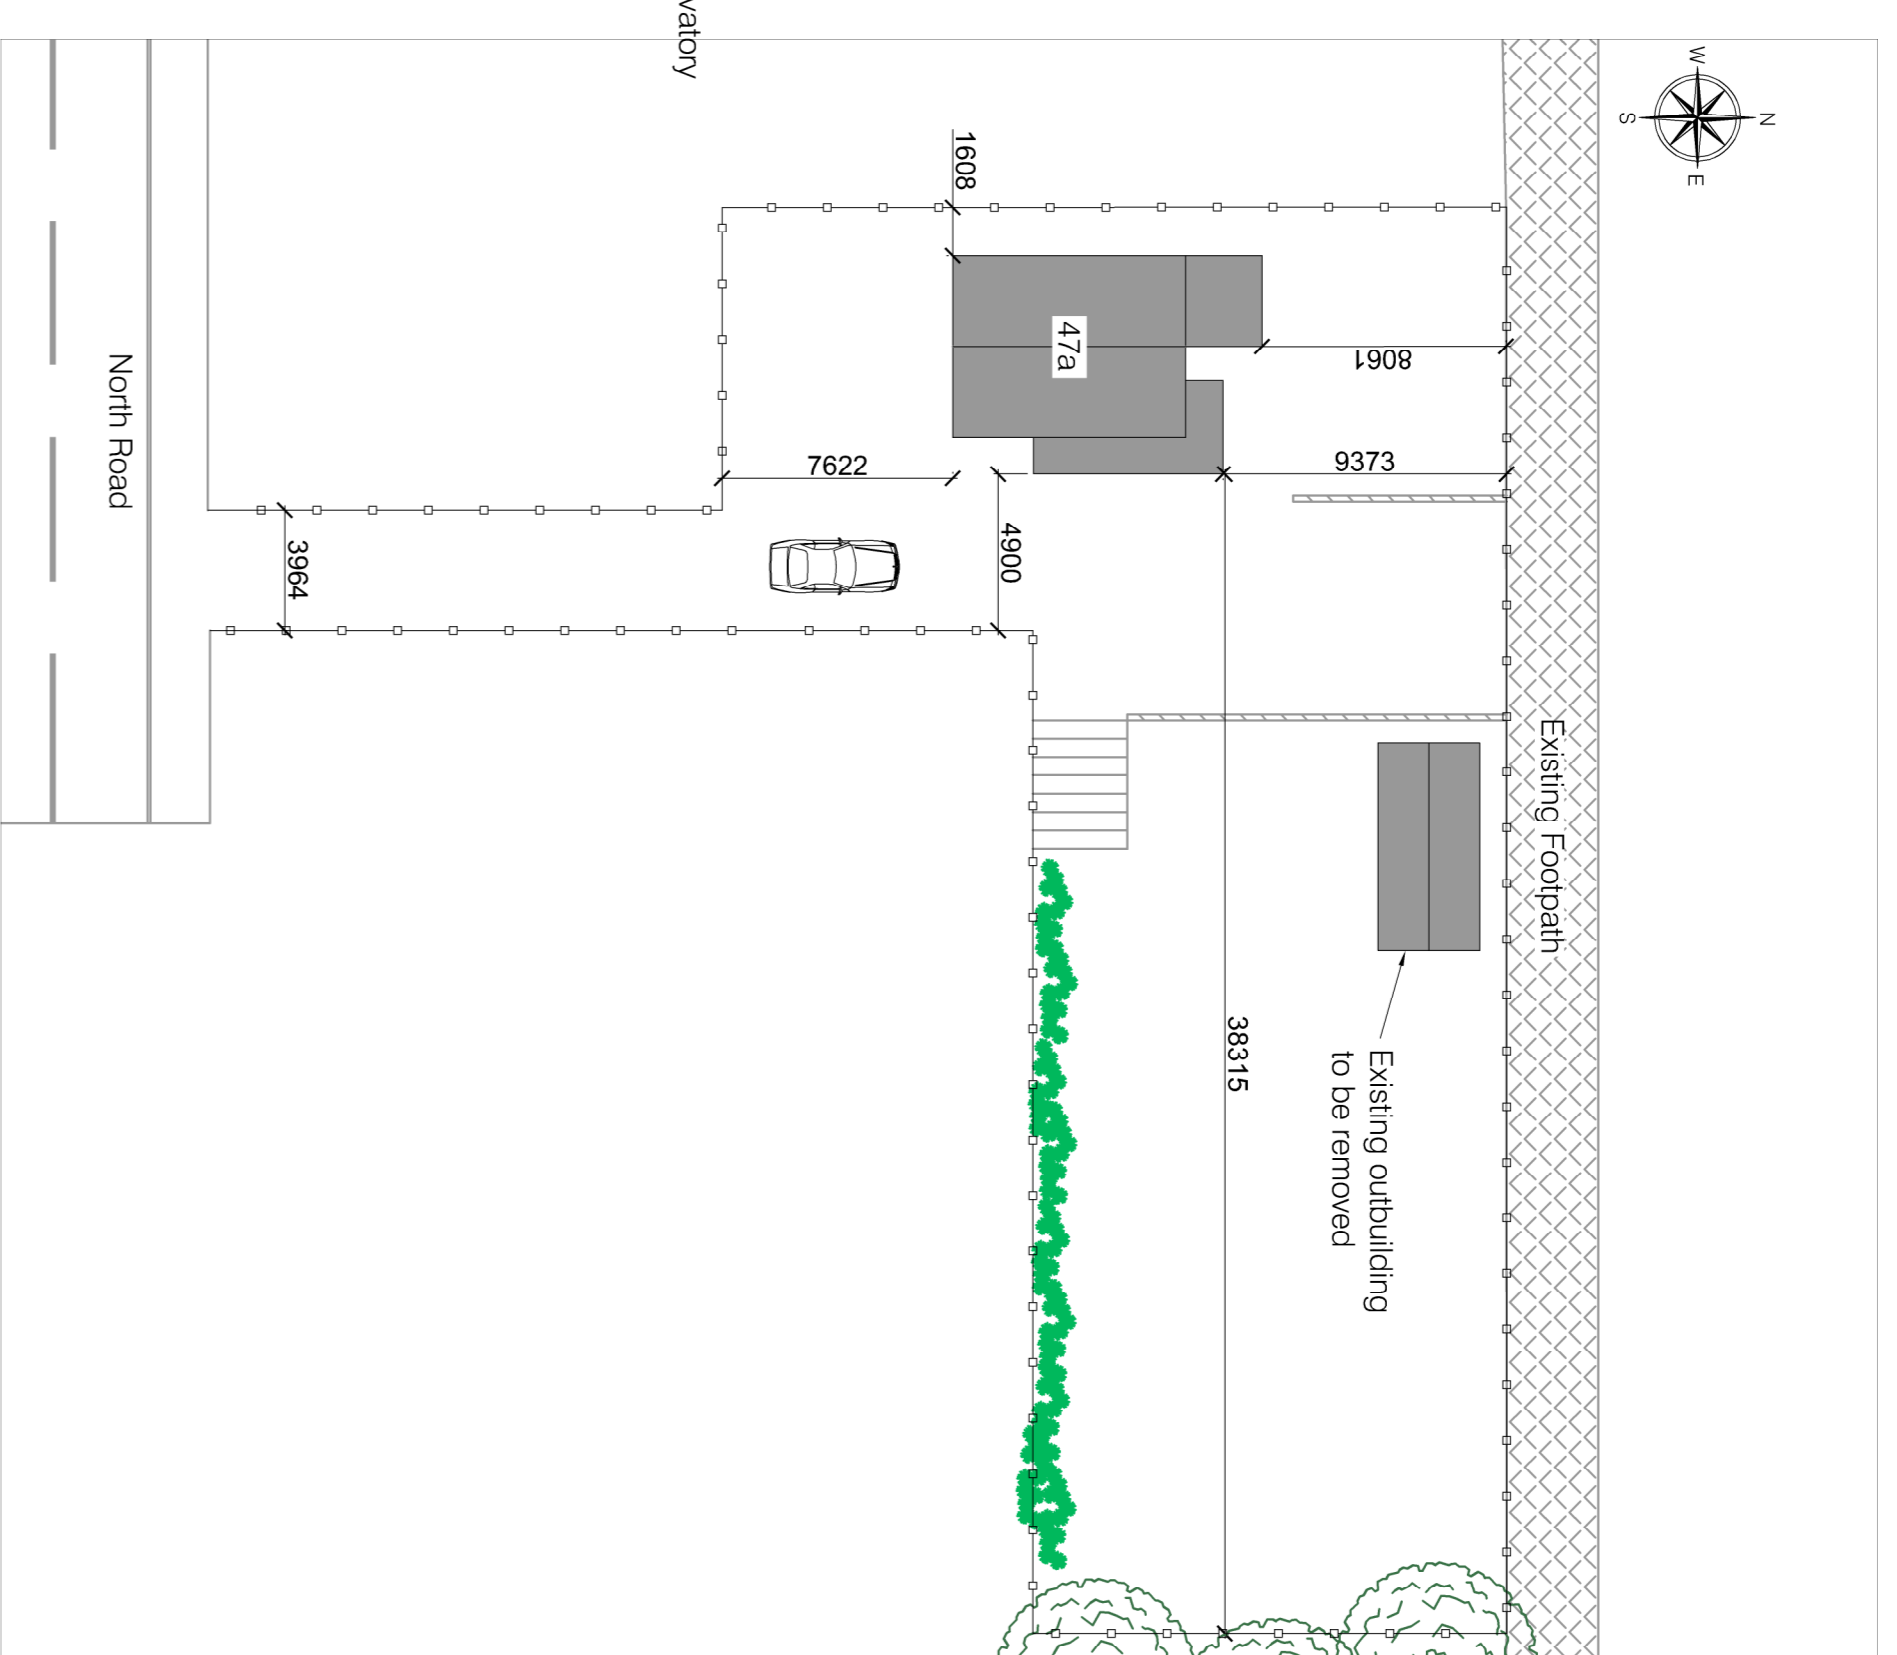 vatory
W
N
S
E
1608
47a
8061
North Road
7622
9373
3964
4900
Existing Footpath
38315
Existing outbuilding
to be removed